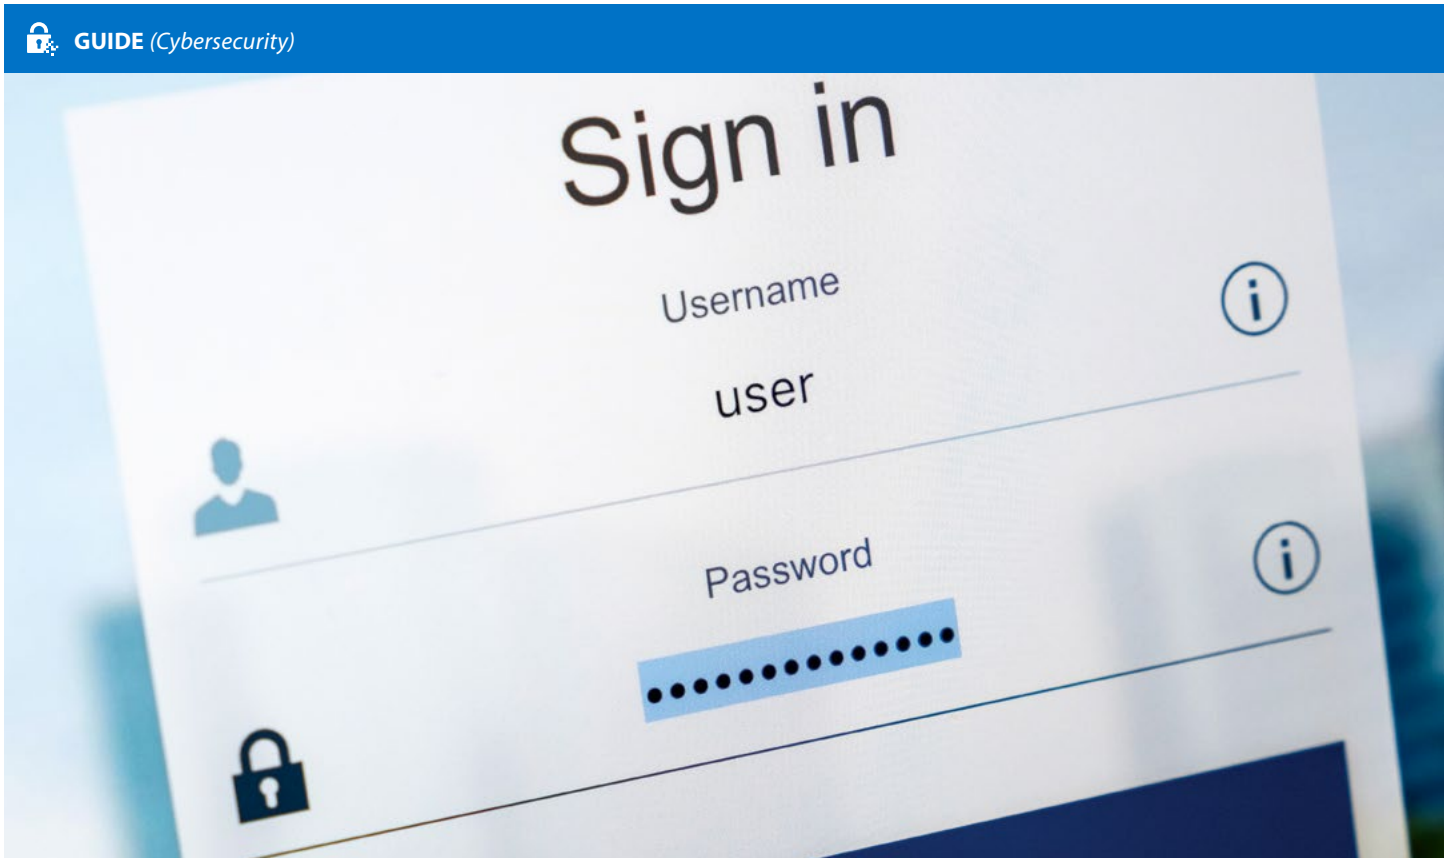 GUIDE (Cybersecurity)
Sign in
Username
i
user
Password
i
••••••••••••••